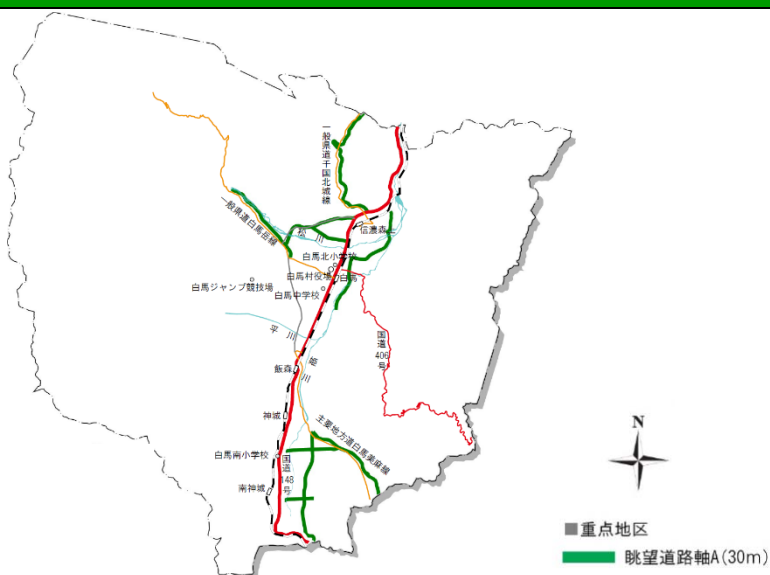 一般県道千国北城線
一般県道白馬岳線
松川
信濃森上
白馬北小学校
白馬村役場
白馬
白馬ジャンプ競技場
白馬中学校
平川
国道406号
姫川
飯森
神城
主要地方道白馬美麻線
白馬南小学校
国道148号
南神城
N
■重点地区
眺望道路軸A(30m)